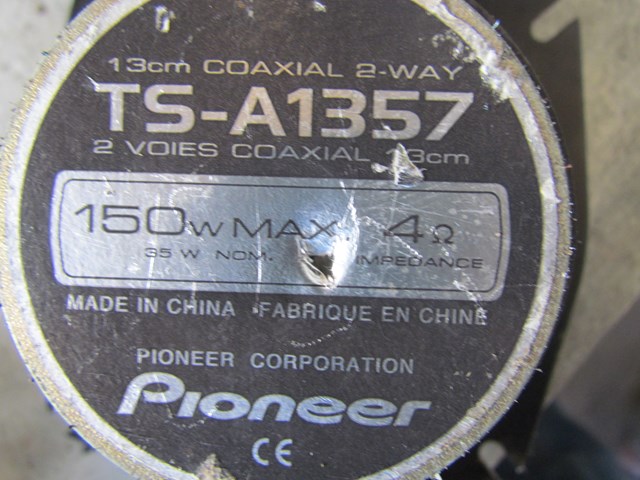 13cm COAXIAL 2-WAY
TS-A1357
2 VOIES COAXIAL 13cm
150W MAX 4Ω
35 W NOM. IMPEDANCE
MADE IN CHINA FABRIQUE EN CHINE
PIONEER CORPORATION
Pioneer
CE